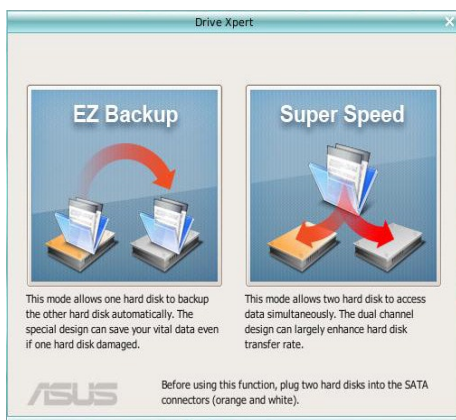 Drive Xpert
EZ Backup
Super Speed
This mode allows one hard disk to backup
the other hard disk automatically. The
special design can save your vital data even
if one hard disk damaged.
This mode allows two hard disk to access
data simultaneously. The dual channel
design can largely enhance hard disk
transfer rate.
ASUS
Before using this function, plug two hard disks into the SATA
connectors (orange and white).